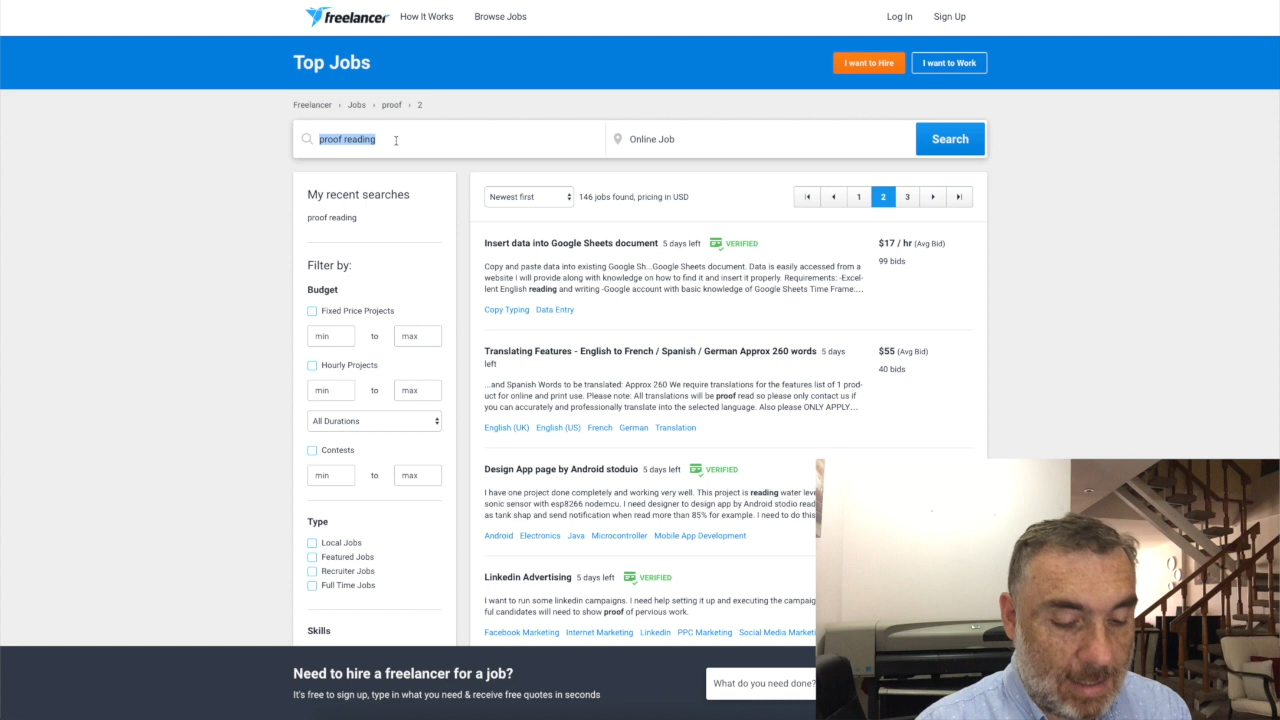 freelancer How It Works Browse Jobs Log In Sign Up
Top Jobs I want to Hire I want to Work
Freelancer › Jobs › proof › 2
proof reading Online Job Search
My recent searches
proof reading
Filter by:
Budget
Fixed Price Projects
min to max
Hourly Projects
min to max
All Durations
Contests
min to max
Type
Local Jobs
Featured Jobs
Recruiter Jobs
Full Time Jobs
Skills
Newest first 146 jobs found, pricing in USD 1 2 3
Insert data into Google Sheets document 5 days left VERIFIED $17 / hr (Avg Bid)
99 bids
Copy and paste data into existing Google Sh...Google Sheets document. Data is easily accessed from a
website I will provide along with knowledge on how to find it and insert it properly. Requirements: -Excel-
lent English reading and writing -Google account with basic knowledge of Google Sheets Time Frame:...
Copy Typing Data Entry
Translating Features - English to French / Spanish / German Approx 260 words 5 days
left
$55 (Avg Bid)
40 bids
...and Spanish Words to be translated: Approx 260 We require translations for the features list of 1 prod-
uct for online and print use. Please note: All translations will be proof read so please only contact us if
you can accurately and professionally translate into the selected language. Also please ONLY APPLY...
English (UK) English (US) French German Translation
Design App page by Android stoduio 5 days left VERIFIED
I have one project done completely and working very well. This project is reading water leve
sonic sensor with esp8266 nodemcu. I need designer to design app by Android studio read
as tank shap and send notification when read more than 85% for example. I need to do this
Android Electronics Java Microcontroller Mobile App Development
Linkedin Advertising 5 days left VERIFIED
I want to run some linkedin campaigns. I need help setting it up and executing the campaig
ful candidates will need to show proof of pervious work.
Facebook Marketing Internet Marketing Linkedin PPC Marketing Social Media Marketi
Need to hire a freelancer for a job?
It's free to sign up, type in what you need & receive free quotes in seconds
What do you need done?